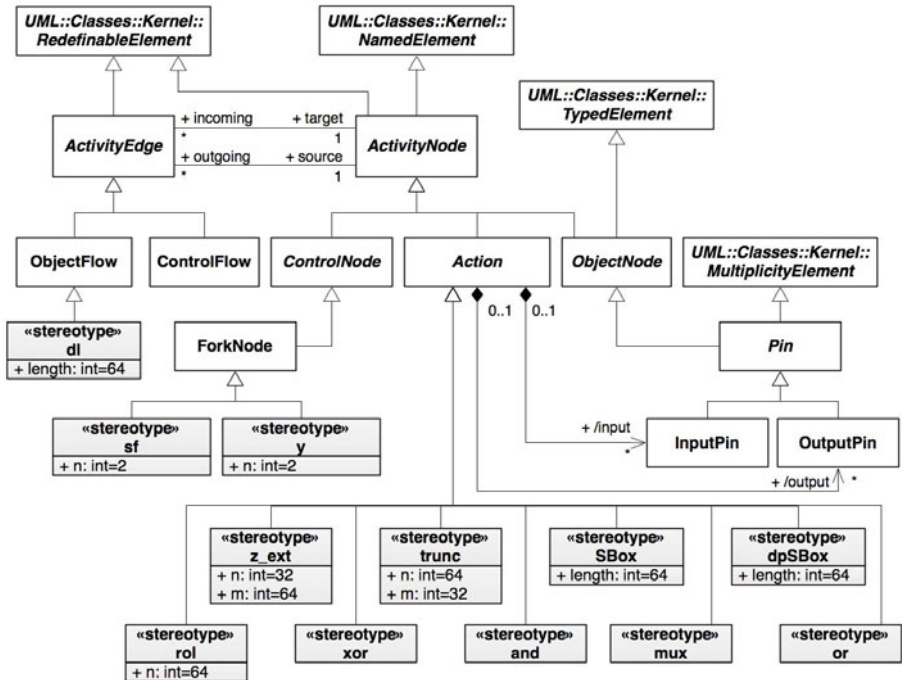 UML::Classes::Kernel::
RedefinableElement
UML::Classes::Kernel::
NamedElement
UML::Classes::Kernel::
TypedElement
ActivityEdge
+ incoming
+ target
*
1
+ outgoing
+ source
*
1
ActivityNode
ObjectFlow
ControlFlow
ControlNode
Action
ObjectNode
UML::Classes::Kernel::
MultiplicityElement
0..1
0..1
«stereotype»
dl
+ length: int=64
ForkNode
Pin
«stereotype»
sf
+ n: int=2
«stereotype»
y
+ n: int=2
+ /input
*
InputPin
OutputPin
+ /output
*
«stereotype»
z_ext
+ n: int=32
+ m: int=64
«stereotype»
trunc
+ n: int=64
+ m: int=32
«stereotype»
SBox
+ length: int=64
«stereotype»
dpSBox
+ length: int=64
«stereotype»
rol
+ n: int=64
«stereotype»
xor
«stereotype»
and
«stereotype»
mux
«stereotype»
or